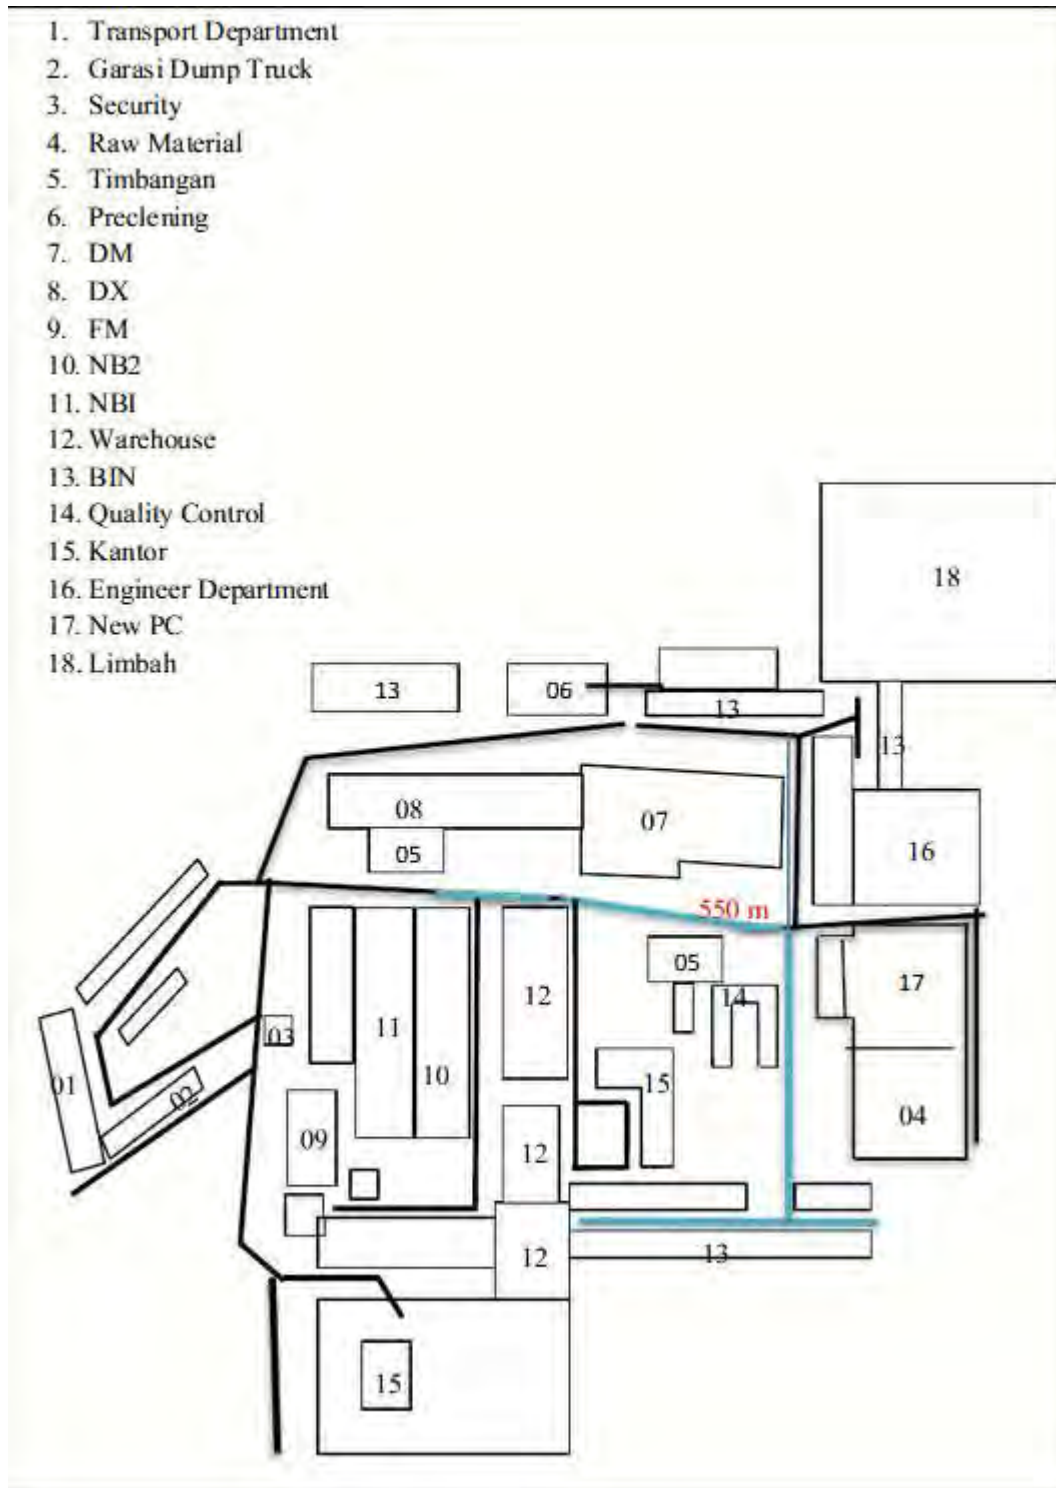 1. Transport Department
2. Garasi Dump Truck
3. Security
4. Raw Material
5. Timbangan
6. Preclening
7. DM
8. DX
9. FM
10. NB2
11. NBI
12. Warehouse
13. BIN
14. Quality Control
15. Kantor
16. Engineer Department
17. New PC
18. Limbah
18
13
06
13
13
08
07
05
16
550 m
05
17
12
14
03
11
10
15
01
02
04
09
12
12
13
15